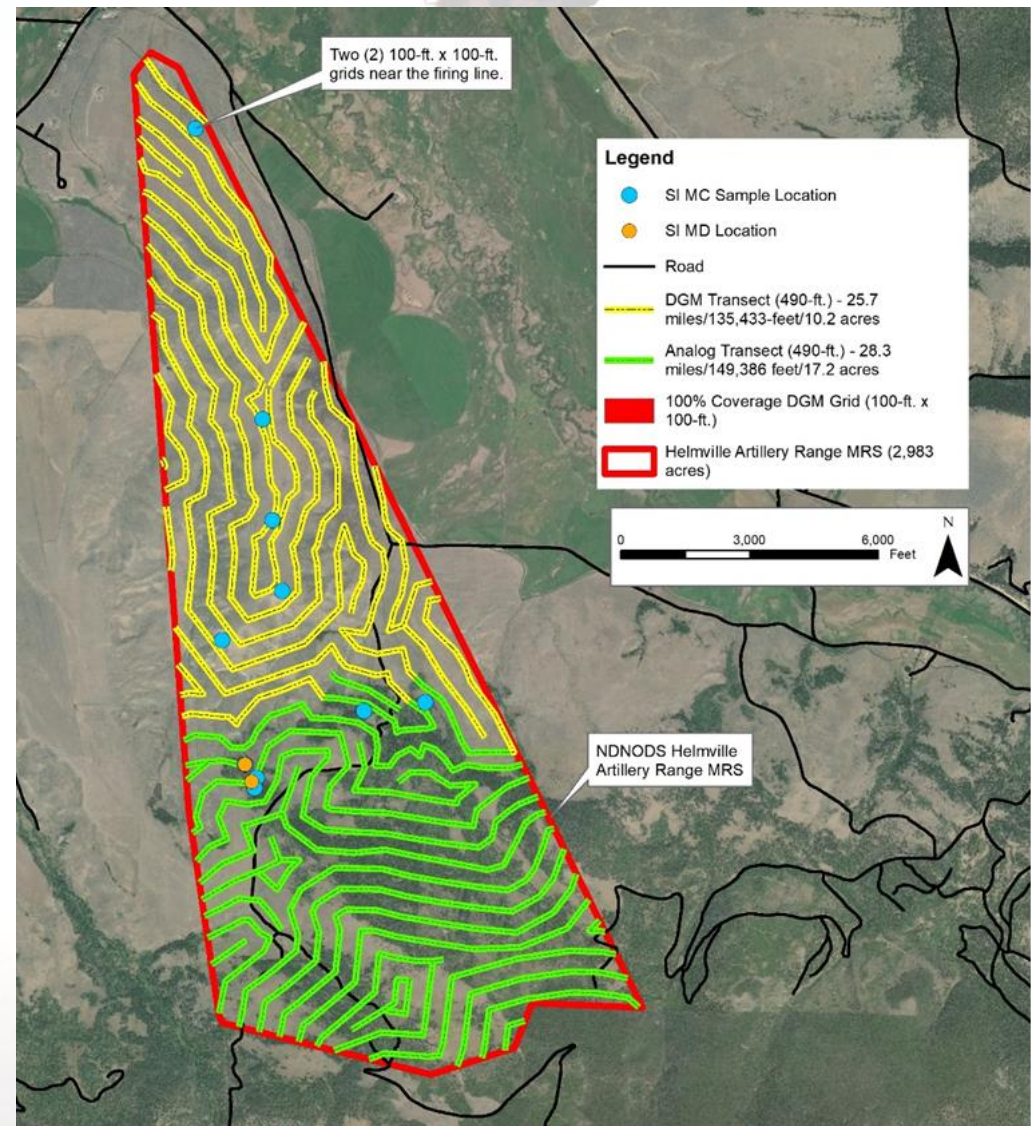 Two (2) 100-ft. x 100-ft.
grids near the firing line.
Legend
SI MC Sample Location
SI MD Location
Road
DGM Transect (490-ft.) - 25.7
miles/135,433-feet/10.2 acres
Analog Transect (490-ft.) - 28.3
miles/149,386 feet/17.2 acres
100% Coverage DGM Grid (100-ft. x
100-ft.)
Helmville Artillery Range MRS (2,983
acres)
N
0 3,000 6,000
Feet
NDNODS Helmville
Artillery Range MRS